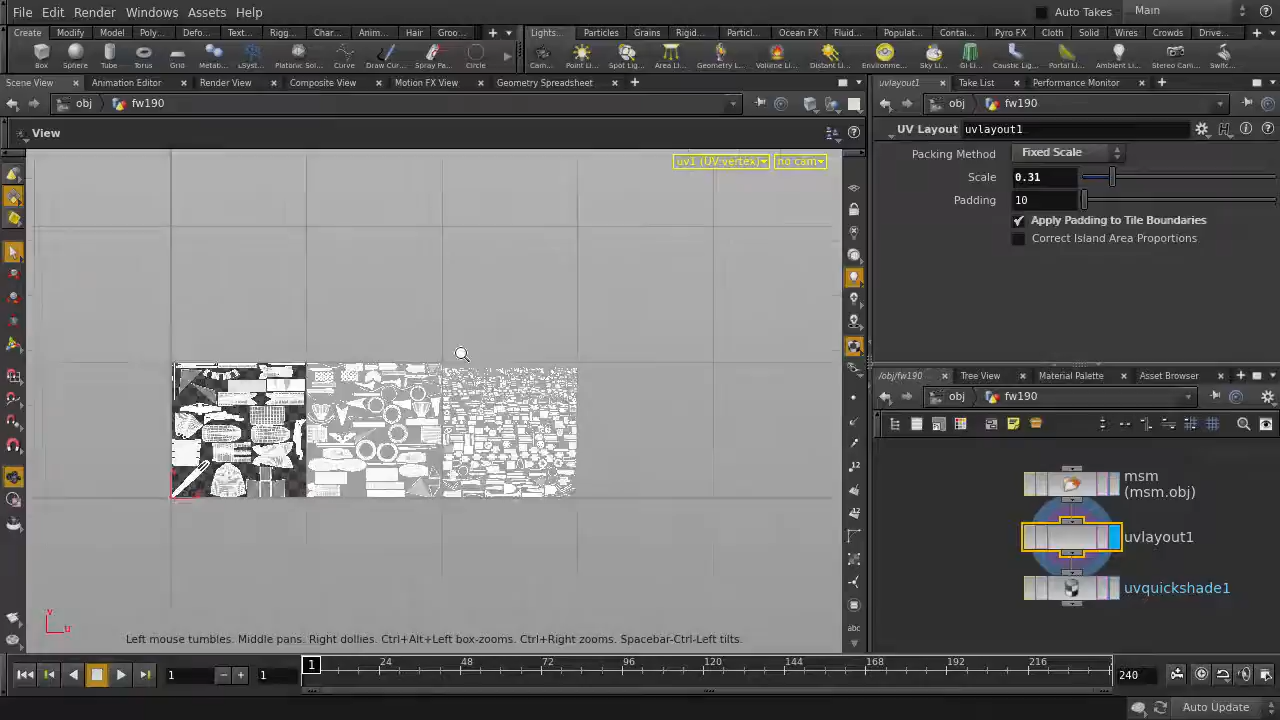 File Edit Render Windows Assets Help
Auto Takes Main
Create Modify Model Poly... Defo... Text... Rigg... Char... Anim... Hair Groo...
Lights... Particles Grains Rigid... Particl... Ocean FX Fluid... Populat... Contai... Pyro FX Cloth Solid Wires Crowds Drive...
Box Sphere Tube Torus Grid Metab... LSyst... Platonic Sol... Curve Draw Cur... Spray Pa... Circle
Cam... Point Li... Spot Lig... Area Li... Geometry L... Volume Li... Distant Li... Environme... Sky Li... GI Li... Caustic Lig... Portal Li... Ambient Li... Stereo Cam... Switc...
Scene View Animation Editor Render View Composite View Motion FX View Geometry Spreadsheet
obj fw190
View
uv1 (UV:vertex) no cam
Left mouse tumbles. Middle pans. Right dollies. Ctrl+Alt+Left box-zooms. Ctrl+Right zooms. Spacebar-Ctrl-Left tilts.
uvlayout1 Take List Performance Monitor
obj fw190
UV Layout uvlayout1
Packing Method Fixed Scale
Scale 0.31
Padding 10
Apply Padding to Tile Boundaries
Correct Island Area Proportions
/obj/fw190 Tree View Material Palette Asset Browser
obj fw190
msm
(msm.obj)
uvlayout1
uvquickshade1
1 1 1 24 48 72 96 120 144 168 192 216 240
Auto Update